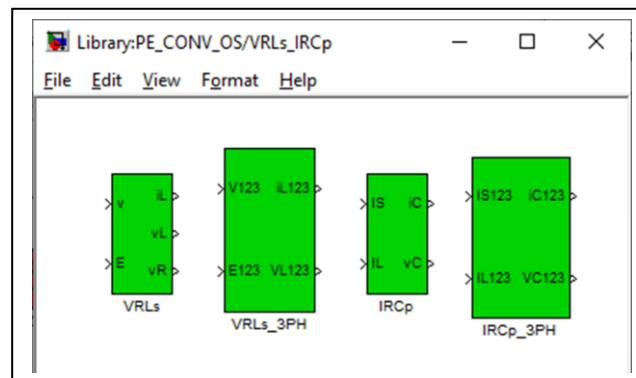 Library:PE_CONV_OS/VRLs_IRCp
File Edit View Format Help
v iL
vL
E vR
VRLs
V123 iL123
E123 VL123
VRLs_3PH
IS iC
IL vC
IRCp
IS123 iC123
IL123 VC123
IRCp_3PH